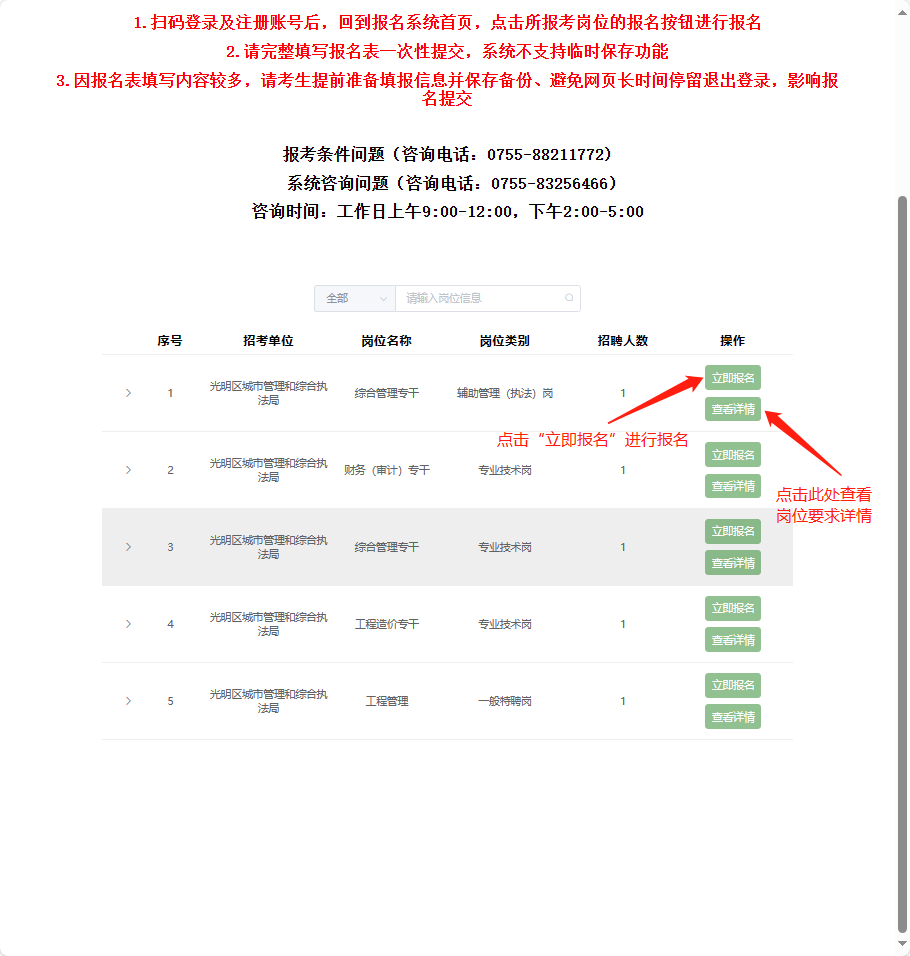 1.扫码登录及注册账号后，回到报名系统首页，点击所报考岗位的报名按钮进行报名
2.请完整填写报名表一次性提交，系统不支持临时保存功能
3.因报名表填写内容较多，请考生提前准备填报信息并保存备份、避免网页长时间停留退出登录，影响报
名提交
报考条件问题（咨询电话：0755-88211772）
系统咨询问题（咨询电话：0755-83256466）
咨询时间：工作日上午9:00-12:00，下午2:00-5:00
全部 请输入岗位信息
序号 招考单位 岗位名称 岗位类别 招聘人数 操作
立即报名
1 光明区城市管理和综合执 综合管理专干 辅助管理（执法）岗 1
法局
查看详情
点击“立即报名”进行报名
立即报名
2 光明区城市管理和综合执 财务（审计）专干 专业技术岗 1
法局
查看详情
点击此处查看
岗位要求详情
立即报名
3 光明区城市管理和综合执 综合管理专干 专业技术岗 1
法局
查看详情
立即报名
4 光明区城市管理和综合执 工程造价专干 专业技术岗 1
法局
查看详情
立即报名
5 光明区城市管理和综合执 工程管理 一般特聘岗 1
法局
查看详情